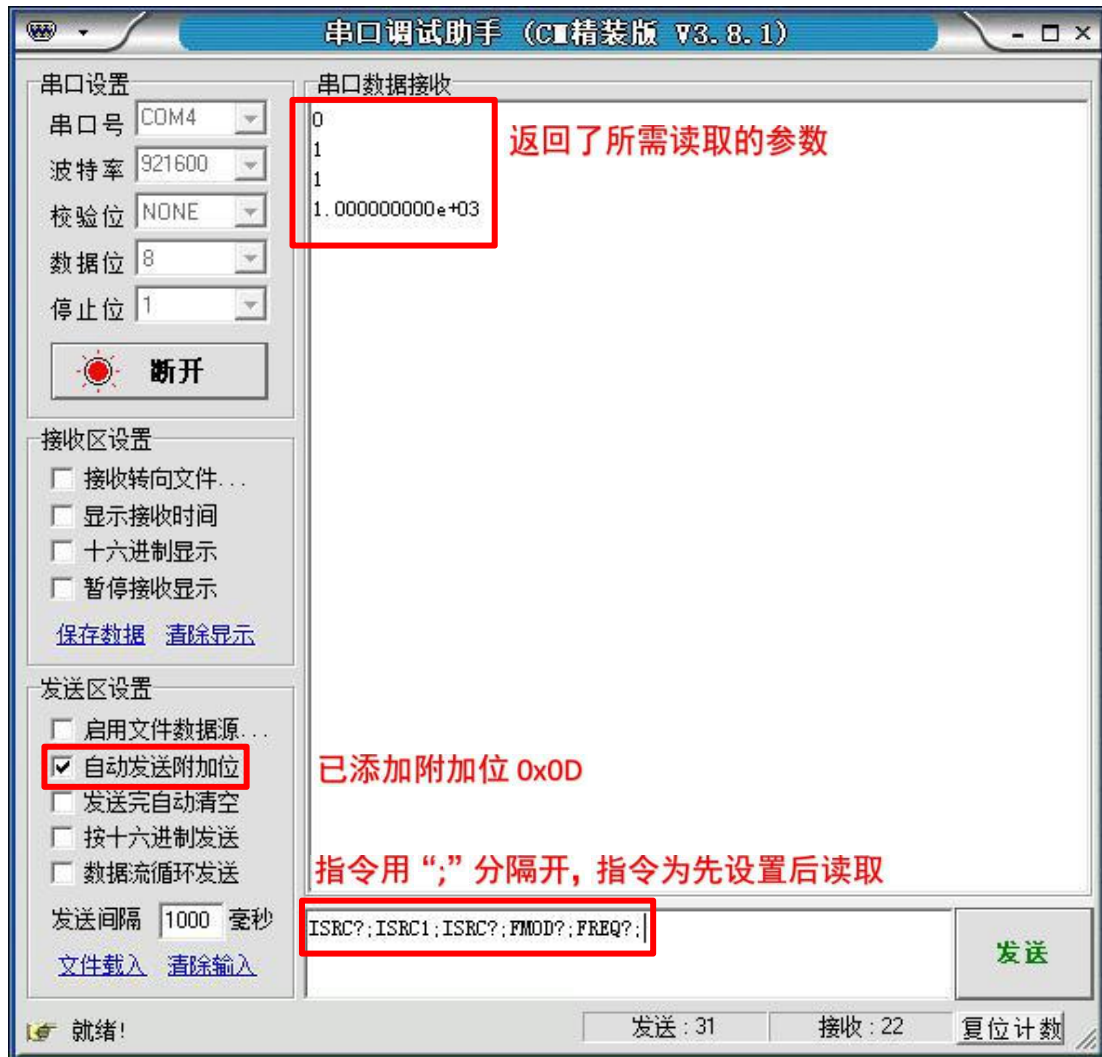 串口调试助手 (CM精装版 V3.8.1)
串口设置
串口号 COM4
波特率 921600
校验位 NONE
数据位 8
停止位 1
断开
接收区设置
接收转向文件...
显示接收时间
十六进制显示
暂停接收显示
保存数据 清除显示
发送区设置
启用文件数据源...
自动发送附加位
发送完自动清空
按十六进制发送
数据流循环发送
发送间隔 1000 毫秒
文件载入 清除输入
串口数据接收
0
1
1
1.000000000e+03
返回了所需读取的参数
已添加附加位 0x0D
指令用“;”分隔开，指令为先设置后读取
ISRC?;ISRC1;ISRC?;FMOD?;FREQ?;
发送
就绪!
发送 : 31
接收 : 22
复位计数